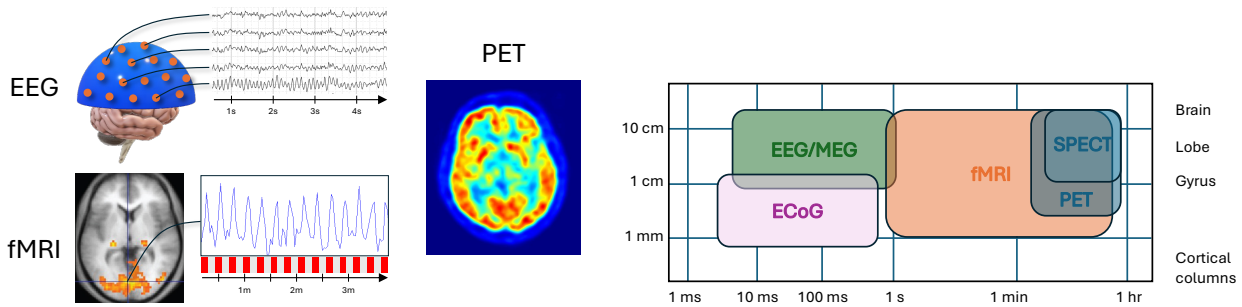 EEG
1s 2s 3s 4s
fMRI
1m 2m 3m
PET
10 cm
1 cm
1 mm
EEG/MEG
ECoG
fMRI
SPECT
PET
1 ms 10 ms 100 ms 1 s 1 min 1 hr
Brain
Lobe
Gyrus
Cortical
columns